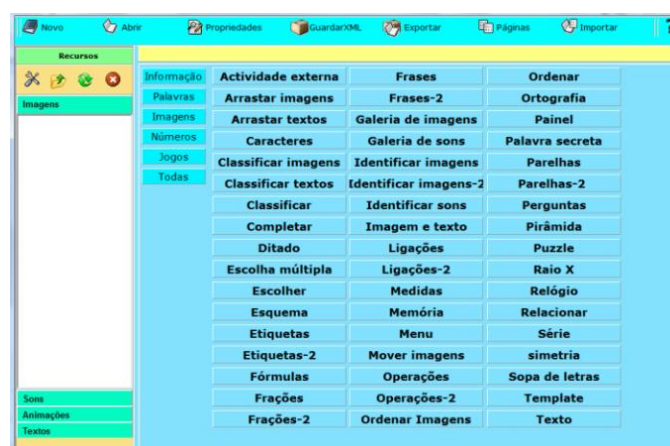 Novo Abrir Propriedades GuardarXML Exportar Páginas Importar ?
Recursos
Imagens
Sons
Animações
Textos
Informação
Palavras
Imagens
Números
Jogos
Todas
Actividade externa Frases Ordenar
Arrastar imagens Frases-2 Ortografia
Arrastar textos Galeria de imagens Painel
Caracteres Galeria de sons Palavra secreta
Classificar imagens Identificar imagens Parelhas
Classificar textos Identificar imagens-2 Parelhas-2
Classificar Identificar sons Perguntas
Completar Imagem e texto Pirâmida
Ditado Ligações Puzzle
Escolha múltipla Ligações-2 Raio X
Escolher Medidas Relógio
Esquema Memória Relacionar
Etiquetas Menu Série
Etiquetas-2 Mover imagens simetria
Fórmulas Operações Sopa de letras
Frações Operações-2 Template
Frações-2 Ordenar Imagens Texto